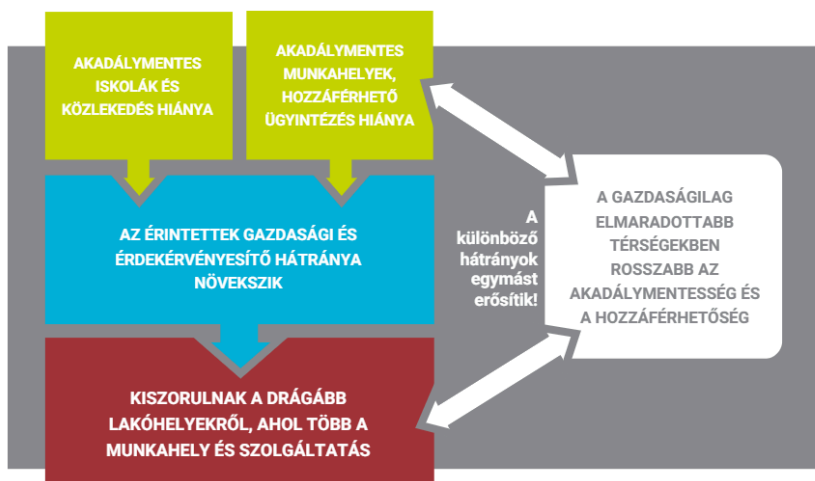 AKADÁLYMENTES
ISKOLÁK ÉS
KÖZLEKEDÉS HIÁNYA
AKADÁLYMENTES
MUNKAHELYEK,
HOZZÁFÉRHETŐ
ÜGYINTÉZÉS HIÁNYA
AZ ÉRINTETTEK GAZDASÁGI ÉS
ÉRDEKÉRVÉNYESÍTŐ HÁTRÁNYA
NÖVEKSZIK
KISZORULNAK A DRÁGÁBB
LAKÓHELYEKRŐL, AHOL TÖBB A
MUNKAHELY ÉS SZOLGÁLTATÁS
A
különböző
hátrányok
egymást
erősítik!
A GAZDASÁGILAG
ELMARADOTTABB
TÉRSÉGEKBEN
ROSSZABB AZ
AKADÁLYMENTESSÉG ÉS
A HOZZÁFÉRHETŐSÉG